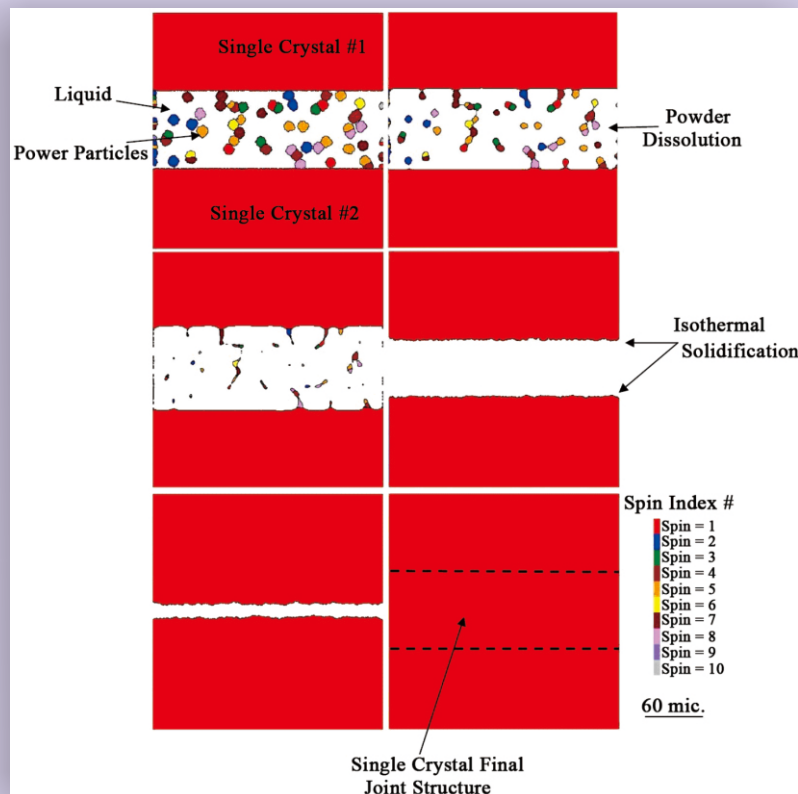 Single Crystal #1
Liquid
Power Particles
Powder
Dissolution
Single Crystal #2
Isothermal
Solidification
Spin Index #
Spin = 1
Spin = 2
Spin = 3
Spin = 4
Spin = 5
Spin = 6
Spin = 7
Spin = 8
Spin = 9
Spin = 10
60 mic.
Single Crystal Final
Joint Structure